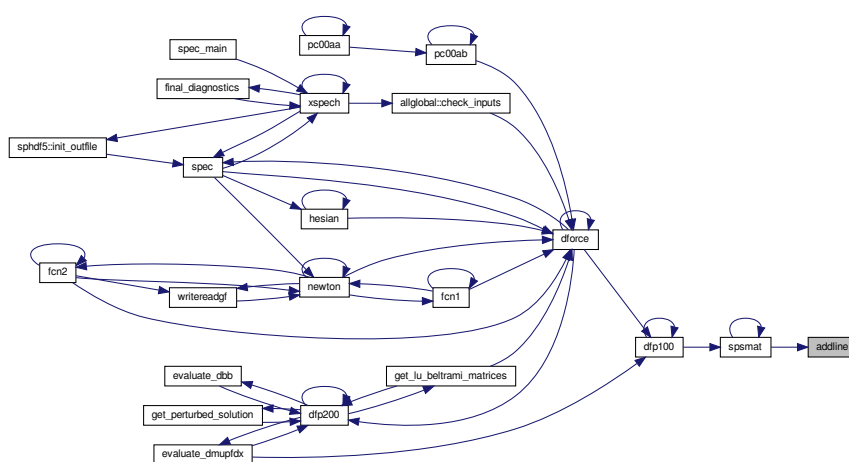 pc00aa
pc00ab
spec_main
final_diagnostics
xspech
allglobal::check_inputs
sphdf5::init_outfile
spec
hesian
dforce
fcn2
newton
writereadgf
fcn1
dfp100
spsmat
addline
evaluate_dbb
get_lu_beltrami_matrices
get_perturbed_solution
dfp200
evaluate_dmupfdx